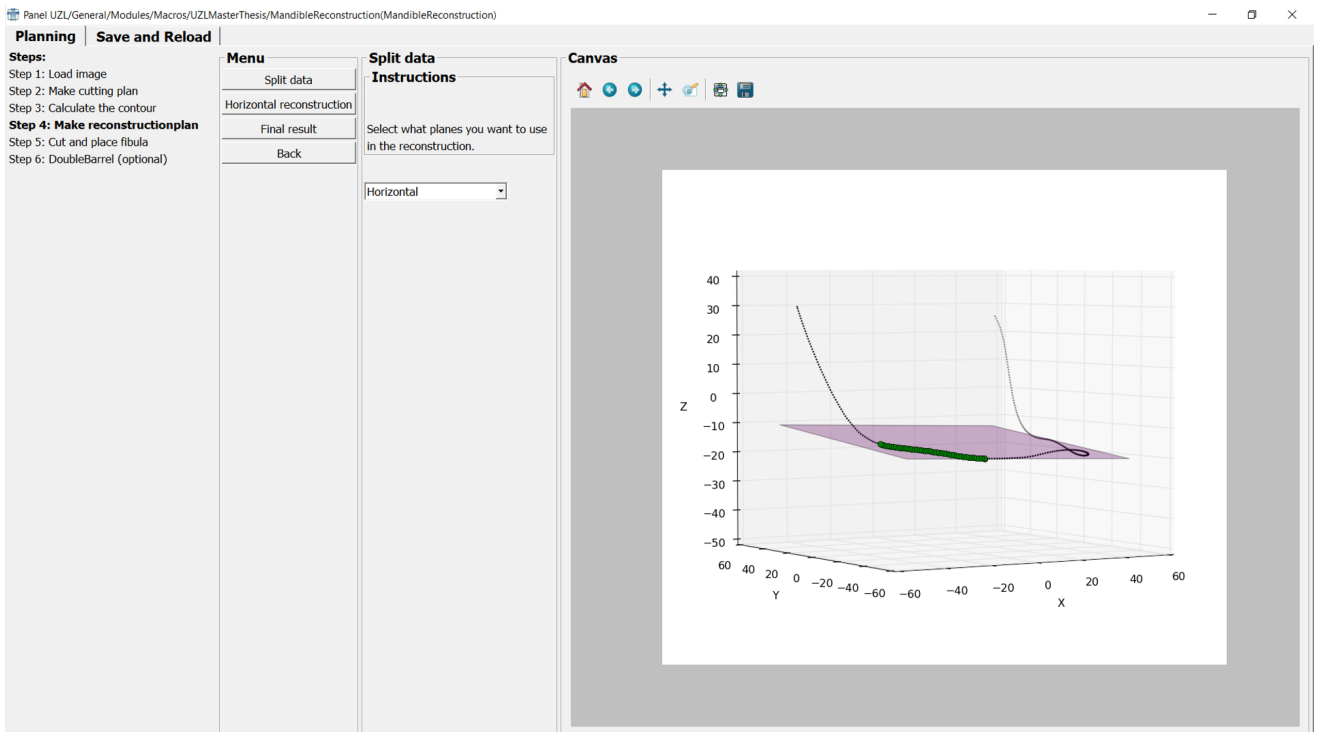 Panel UZL/General/Modules/Macros/UZLMasterThesis/MandibleReconstruction(MandibleReconstruction)
Planning
Save and Reload
Steps:
Step 1: Load image
Step 2: Make cutting plan
Step 3: Calculate the contour
Step 4: Make reconstructionplan
Step 5: Cut and place fibula
Step 6: DoubleBarrel (optional)
Menu
Split data
Horizontal reconstruction
Final result
Back
Split data
Instructions
Select what planes you want to use
in the reconstruction.
Horizontal
Canvas
40
30
20
10
0
−10
−20
−30
−40
−50
Z
60 40 20 0 −20 −40 −60
Y
−60 −40 −20 0 20 40 60
X